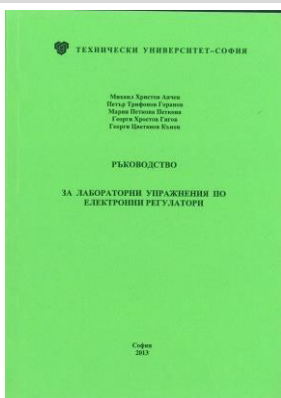 ТЕХНИЧЕСКИ УНИВЕРСИТЕТ–СОФИЯ
Михаил Христов Анчев
Петър Трифонов Горанов
Мария Петкова Петкова
Георги Христов Гигов
Георги Цветанов Кънов
РЪКОВОДСТВО
ЗА ЛАБОРАТОРНИ УПРАЖНЕНИЯ ПО
ЕЛЕКТРОННИ РЕГУЛАТОРИ
София
2013